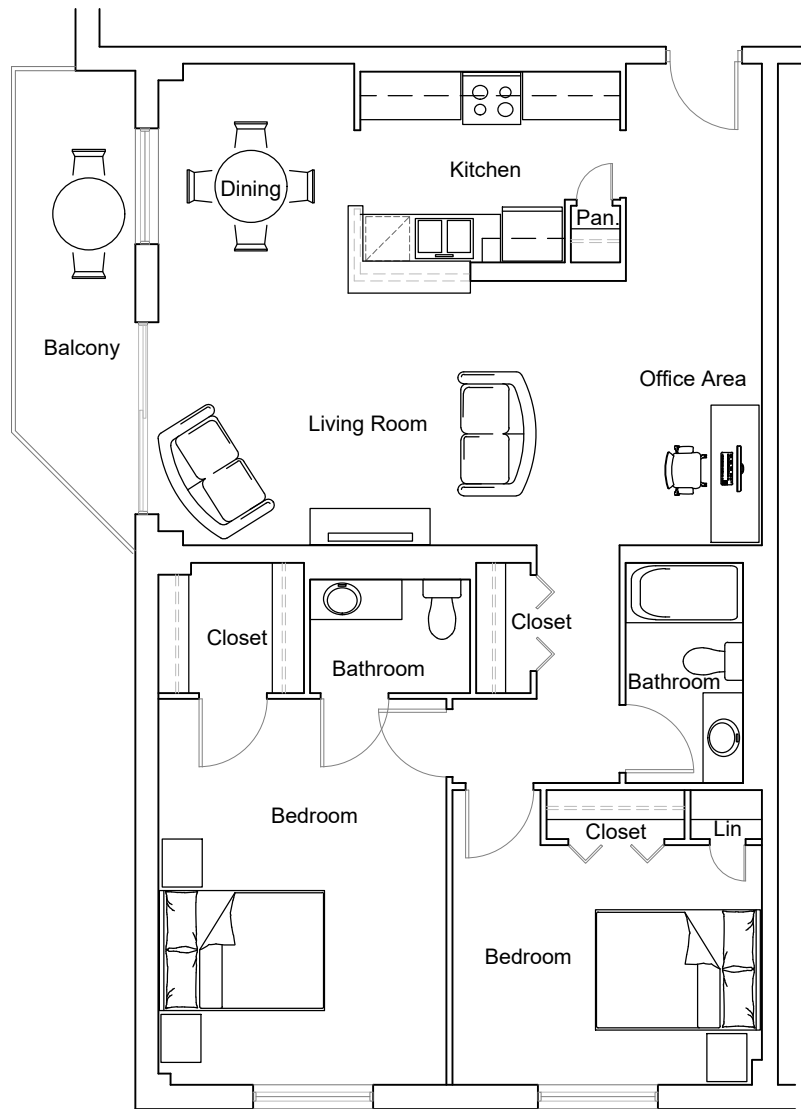 Kitchen
Dining
Pan.
Balcony
Office Area
Living Room
Closet
Closet
Bathroom
Bathroom
Bedroom
Closet
Lin
Bedroom